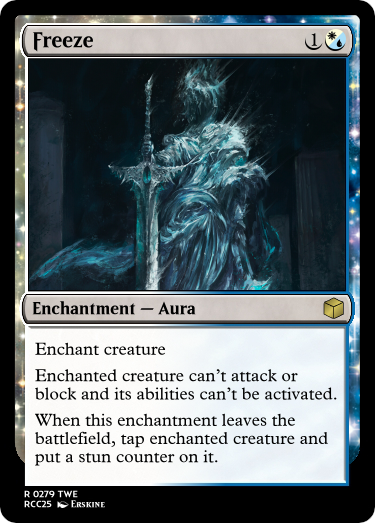 Freeze 1
Enchantment — Aura
Enchant creature
Enchanted creature can't attack or
block and its abilities can't be activated.
When this enchantment leaves the
battlefield, tap enchanted creature and
put a stun counter on it.
R 0279 TWE
RCC25 Erskine